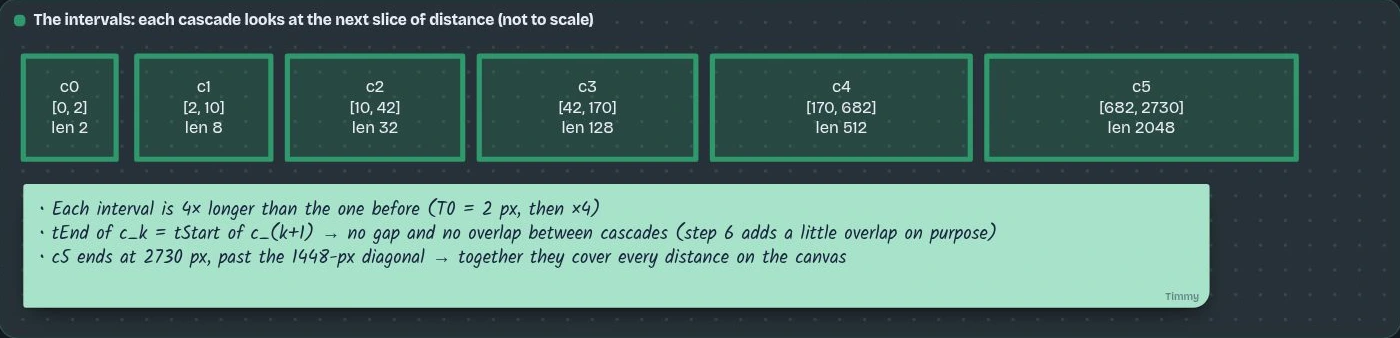 The intervals: each cascade looks at the next slice of distance (not to scale)
c0
[0, 2]
len 2
c1
[2, 10]
len 8
c2
[10, 42]
len 32
c3
[42, 170]
len 128
c4
[170, 682]
len 512
c5
[682, 2730]
len 2048
· Each interval is 4× longer than the one before (T0 = 2 px, then ×4)
· tEnd of c_k = tStart of c_(k+1) → no gap and no overlap between cascades (step 6 adds a little overlap on purpose)
· c5 ends at 2730 px, past the 1448-px diagonal → together they cover every distance on the canvas
Timmy